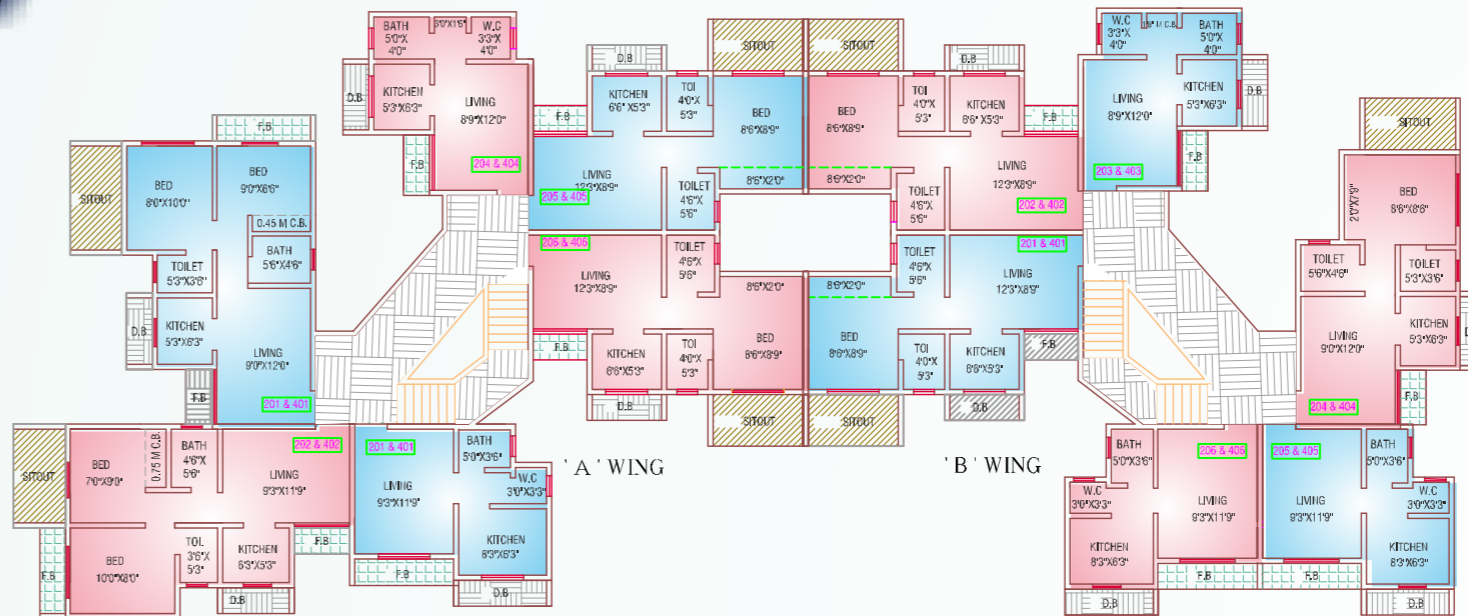 BATH
5'0"X
4'0"
3'0"X1'6"
W.C
3'3"X
4'0"
D.B
KITCHEN
5'3"X6'3"
LIVING
8'9"X12'0"
204 & 404
F.B
F.B
SITOUT
BED
8'0"X10'0"
BED
9'0"X6'6"
0.45 M C.B.
BATH
5'6"X4'6"
TOILET
5'3"X3'6"
D.B
KITCHEN
5'3"X6'3"
LIVING
9'0"X12'0"
201 & 401
F.B
D.B
F.B
KITCHEN
6'6"X5'3"
TOI
4'0"X
5'3"
SITOUT
BED
8'6"X8'9"
8'6"X2'0"
LIVING
12'3"X8'9"
205 & 405
TOILET
4'6"X
5'6"
SITOUT
BED
8'6"X8'9"
8'6"X2'0"
TOI
4'0"X
5'3"
D.B
KITCHEN
6'6"X5'3"
F.B
TOILET
4'6"X
5'6"
LIVING
12'3"X8'9"
202 & 402
206 & 406
LIVING
12'3"X8'9"
TOILET
4'6"X
5'6"
8'6"X2'0"
BED
8'6"X8'9"
F.B
KITCHEN
6'6"X5'3"
TOI
4'0"X
5'3"
D.B
SITOUT
8'6"X2'0"
BED
8'6"X8'9"
TOILET
4'6"X
5'6"
201 & 401
LIVING
12'3"X8'9"
TOI
4'0"X
5'3"
KITCHEN
6'6"X5'3"
F.B
D.B
SITOUT
W.C
3'3"X
4'0"
BATH
5'0"X
4'0"
KITCHEN
5'3"X6'3"
D.B
LIVING
8'9"X12'0"
203 & 403
F.B
SITOUT
BED
8'6"X8'6"
2'0"X7'9"
TOILET
5'6"X4'6"
TOILET
5'3"X3'6"
LIVING
9'0"X12'0"
KITCHEN
5'3"X6'3"
204 & 404
F.B
SITOUT
BED
7'0"X9'0"
0.75 M C.B.
BATH
4'6"X
5'6"
202 & 402
LIVING
9'3"X11'9"
BED
10'0"X8'0"
TOI.
3'6"X
5'3"
KITCHEN
6'3"X5'3"
F.B
F.B
D.B
201 & 401
LIVING
9'3"X11'9"
BATH
5'0"X3'6"
W.C
3'0"X3'3"
KITCHEN
8'3"X6'3"
F.B
D.B
' A ' WING
' B ' WING
BATH
5'0"X3'6"
206 & 406
W.C
3'0"X3'3"
LIVING
9'3"X11'9"
KITCHEN
8'3"X6'3"
F.B
D.B
205 & 405
BATH
5'0"X3'6"
LIVING
9'3"X11'9"
W.C
3'0"X3'3"
KITCHEN
8'3"X6'3"
F.B
D.B